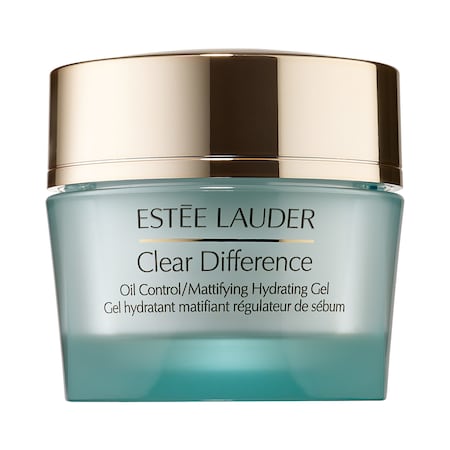 ESTĒE LAUDER
Clear Difference
Oil Control/Mattifying Hydrating Gel
Gel hydratant matifiant régulateur de sébum